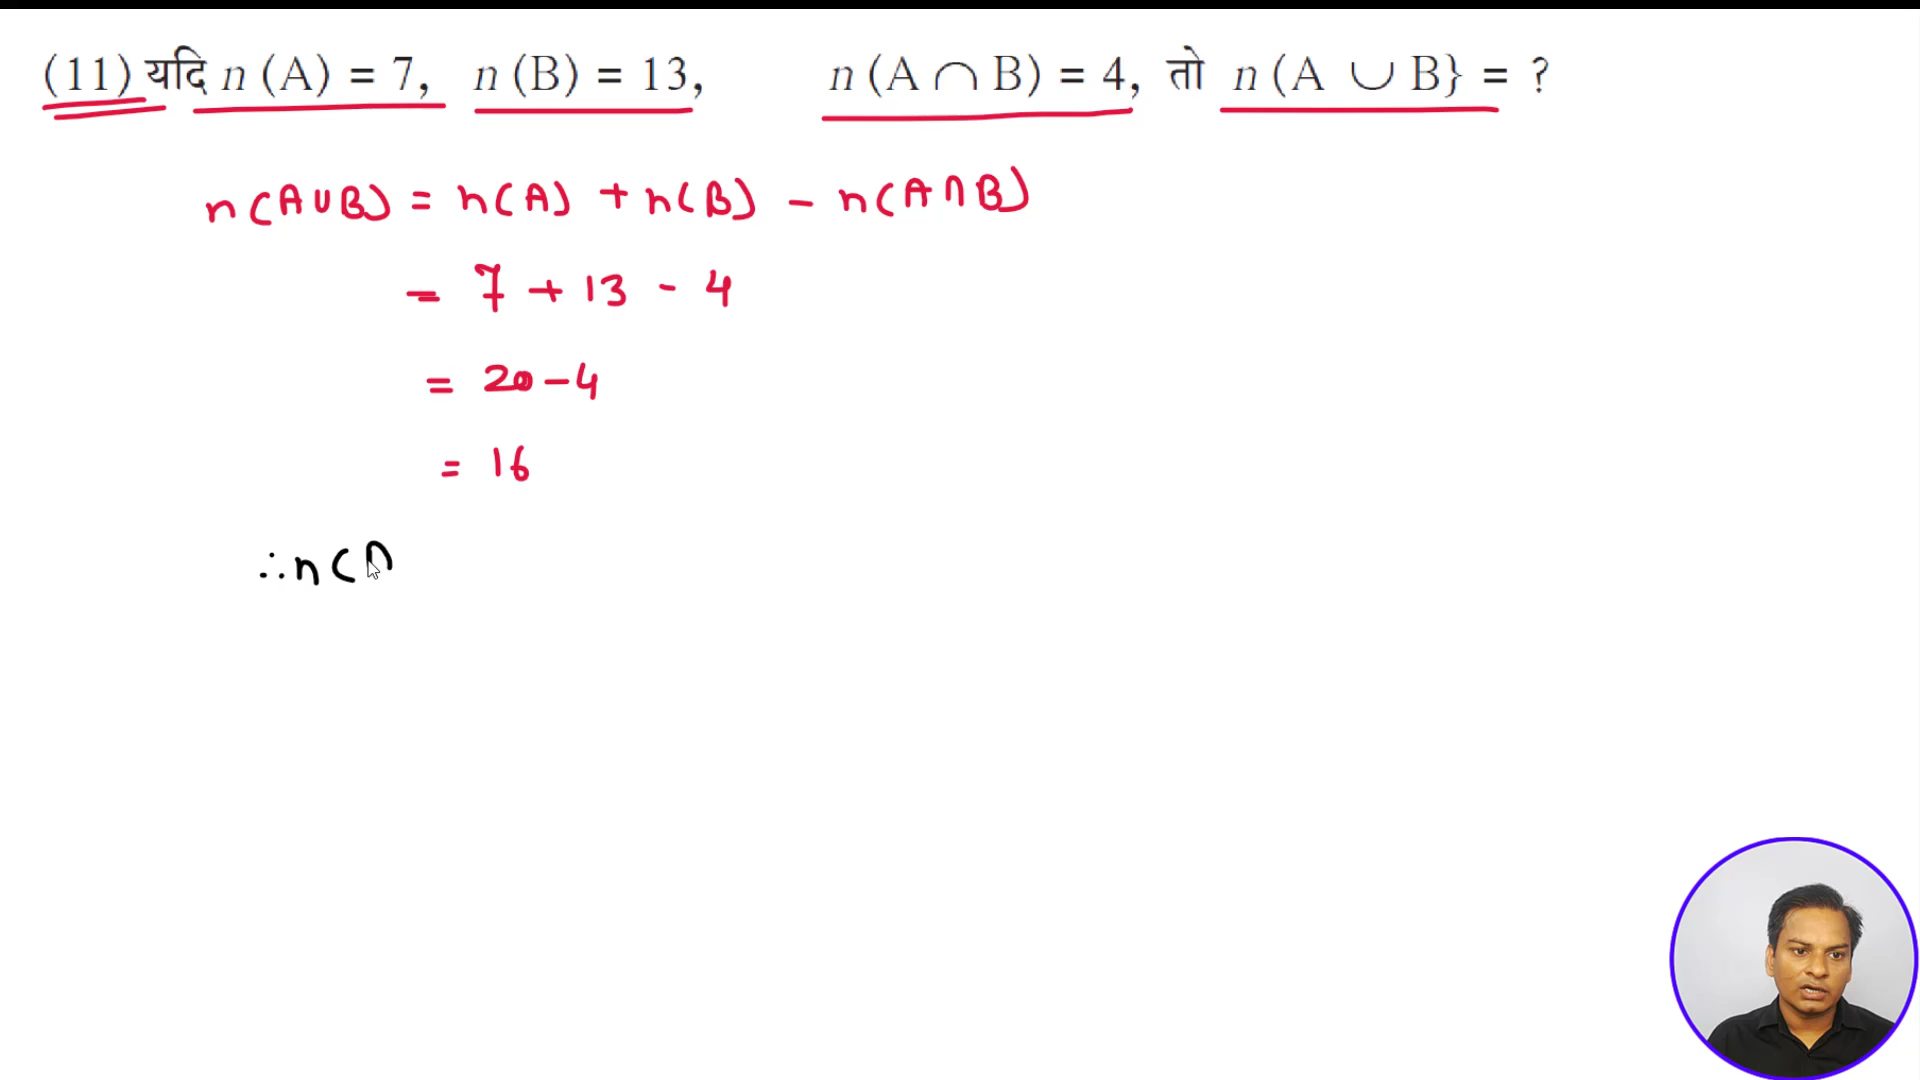 (11) यदि n (A) = 7, n (B) = 13, n (A ∩ B) = 4, तो n (A ∪ B} = ?
n(A∪B) = n(A) + n(B) - n(A∩B)
= 7 + 13 - 4
= 20 - 4
= 16
∴ n(A